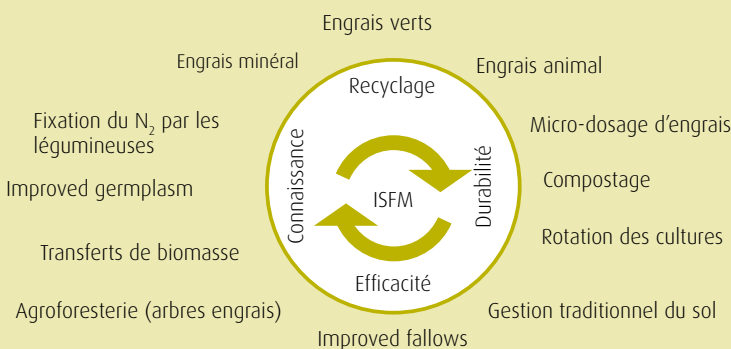 Engrais verts
Engrais minéral
Engrais animal
Recyclage
Fixation du N₂ par les
légumineuses
Micro-dosage d'engrais
Connaissance
Durabilité
Improved germplasm
ISFM
Compostage
Transferts de biomasse
Rotation des cultures
Efficacité
Agroforesterie (arbres engrais)
Gestion traditionnel du sol
Improved fallows